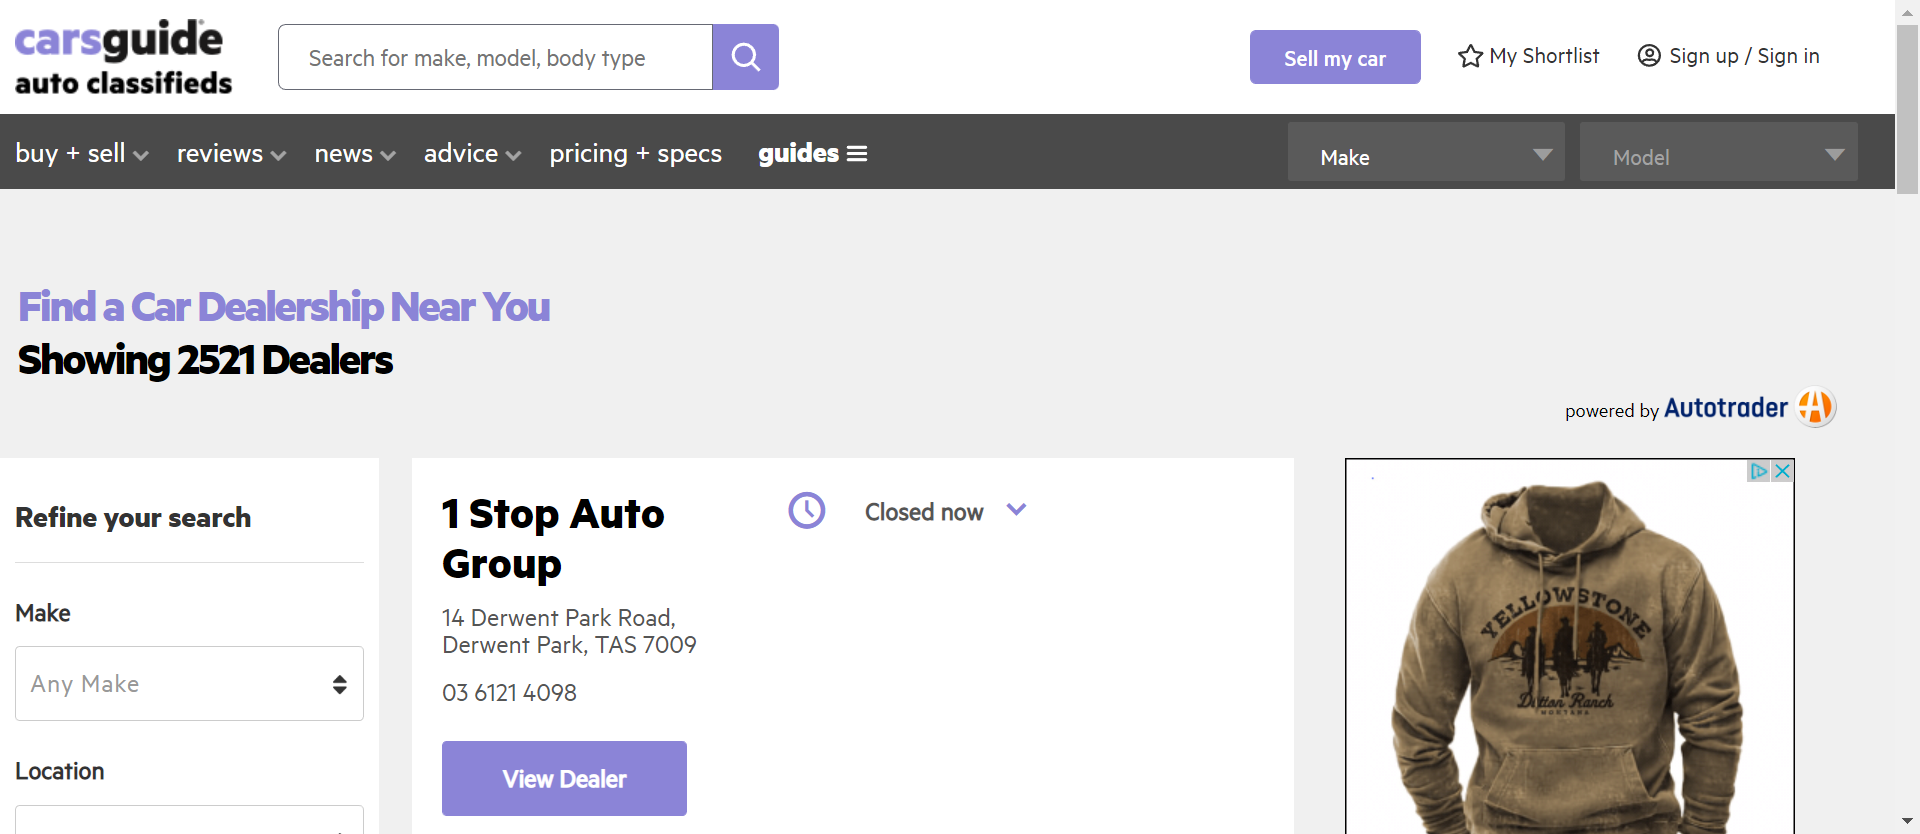 carsguide
auto classifieds
Search for make, model, body type
Sell my car
My Shortlist
Sign up / Sign in
buy + sell
reviews
news
advice
pricing + specs
guides
Make
Model
Find a Car Dealership Near You
Showing 2521 Dealers
powered by Autotrader
Refine your search
Make
Any Make
Location
1 Stop Auto
Group
14 Derwent Park Road,
Derwent Park, TAS 7009
03 6121 4098
View Dealer
Closed now
YELLOWSTONE
Dutton Ranch
MONTANA